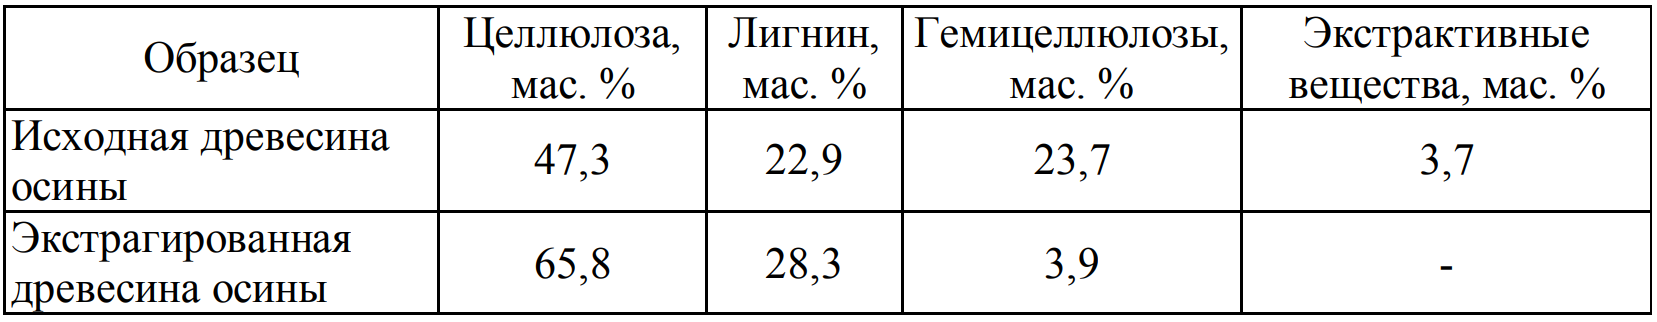 Образец
Целлюлоза,
мас. %
Лигнин,
мас. %
Гемицеллюлозы,
мас. %
Экстрактивные
вещества, мас. %
Исходная древесина
осины
47,3
22,9
23,7
3,7
Экстрагированная
древесина осины
65,8
28,3
3,9
-